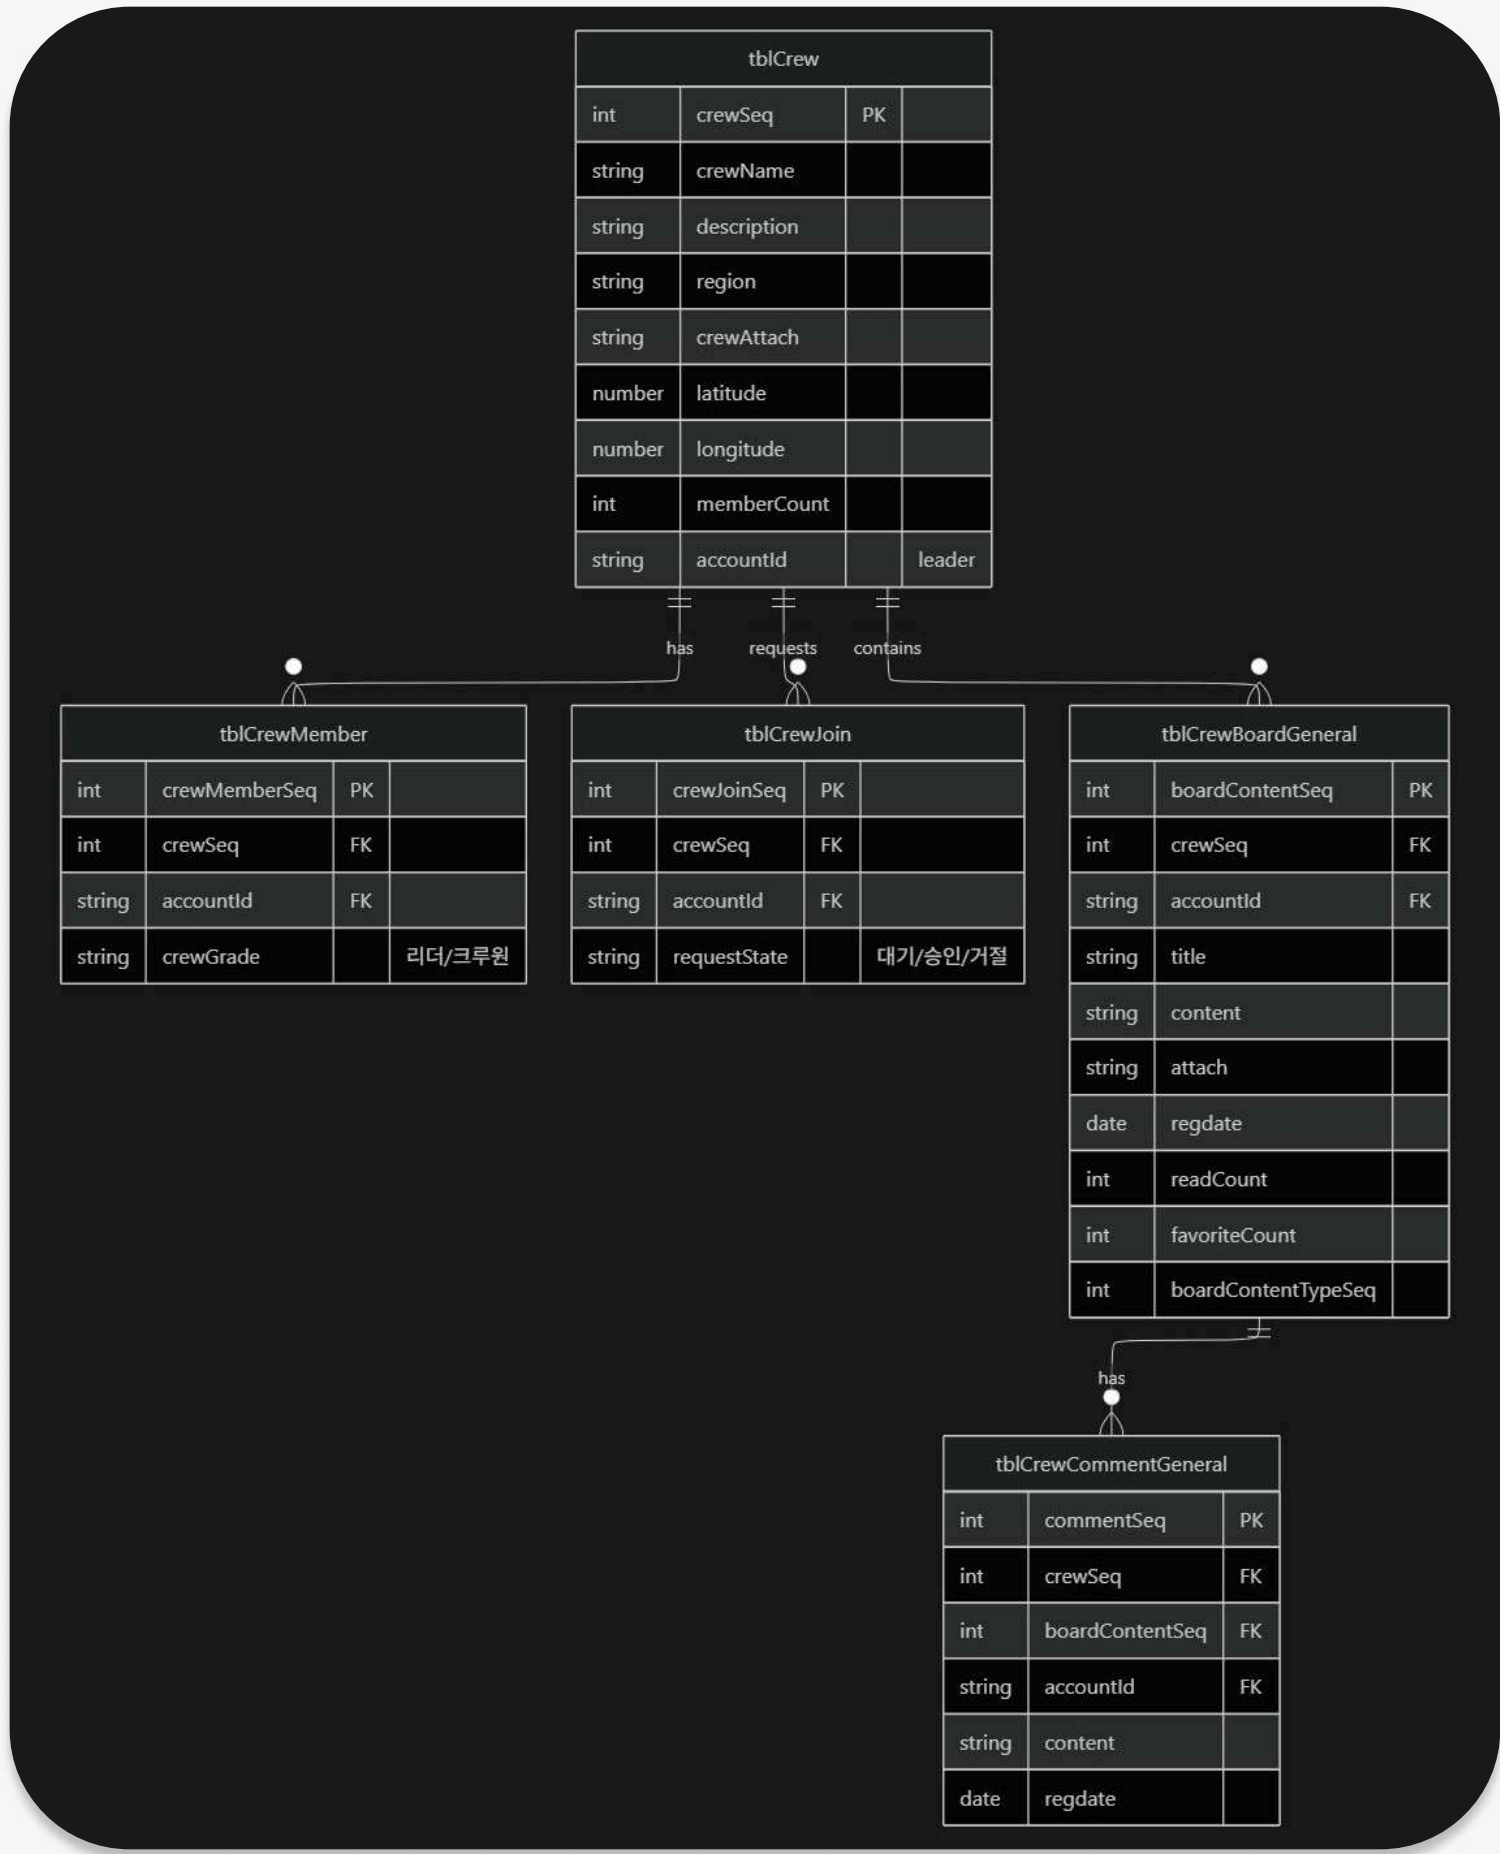 tblCrew
int crewSeq PK
string crewName
string description
string region
string crewAttach
number latitude
number longitude
int memberCount
string accountId leader
has requests contains
tblCrewMember
int crewMemberSeq PK
int crewSeq FK
string accountId FK
string crewGrade 리더/크루원
tblCrewJoin
int crewJoinSeq PK
int crewSeq FK
string accountId FK
string requestState 대기/승인/거절
tblCrewBoardGeneral
int boardContentSeq PK
int crewSeq FK
string accountId FK
string title
string content
string attach
date regdate
int readCount
int favoriteCount
int boardContentTypeSeq
has
tblCrewCommentGeneral
int commentSeq PK
int crewSeq FK
int boardContentSeq FK
string accountId FK
string content
date regdate